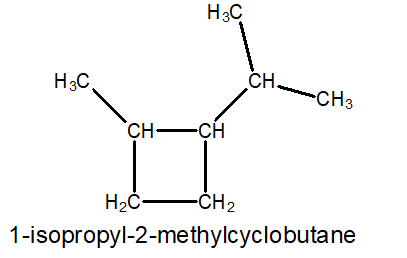 H₃C
H₃C CH CH₃
CH CH
H₂C CH₂
1-isopropyl-2-methylcyclobutane